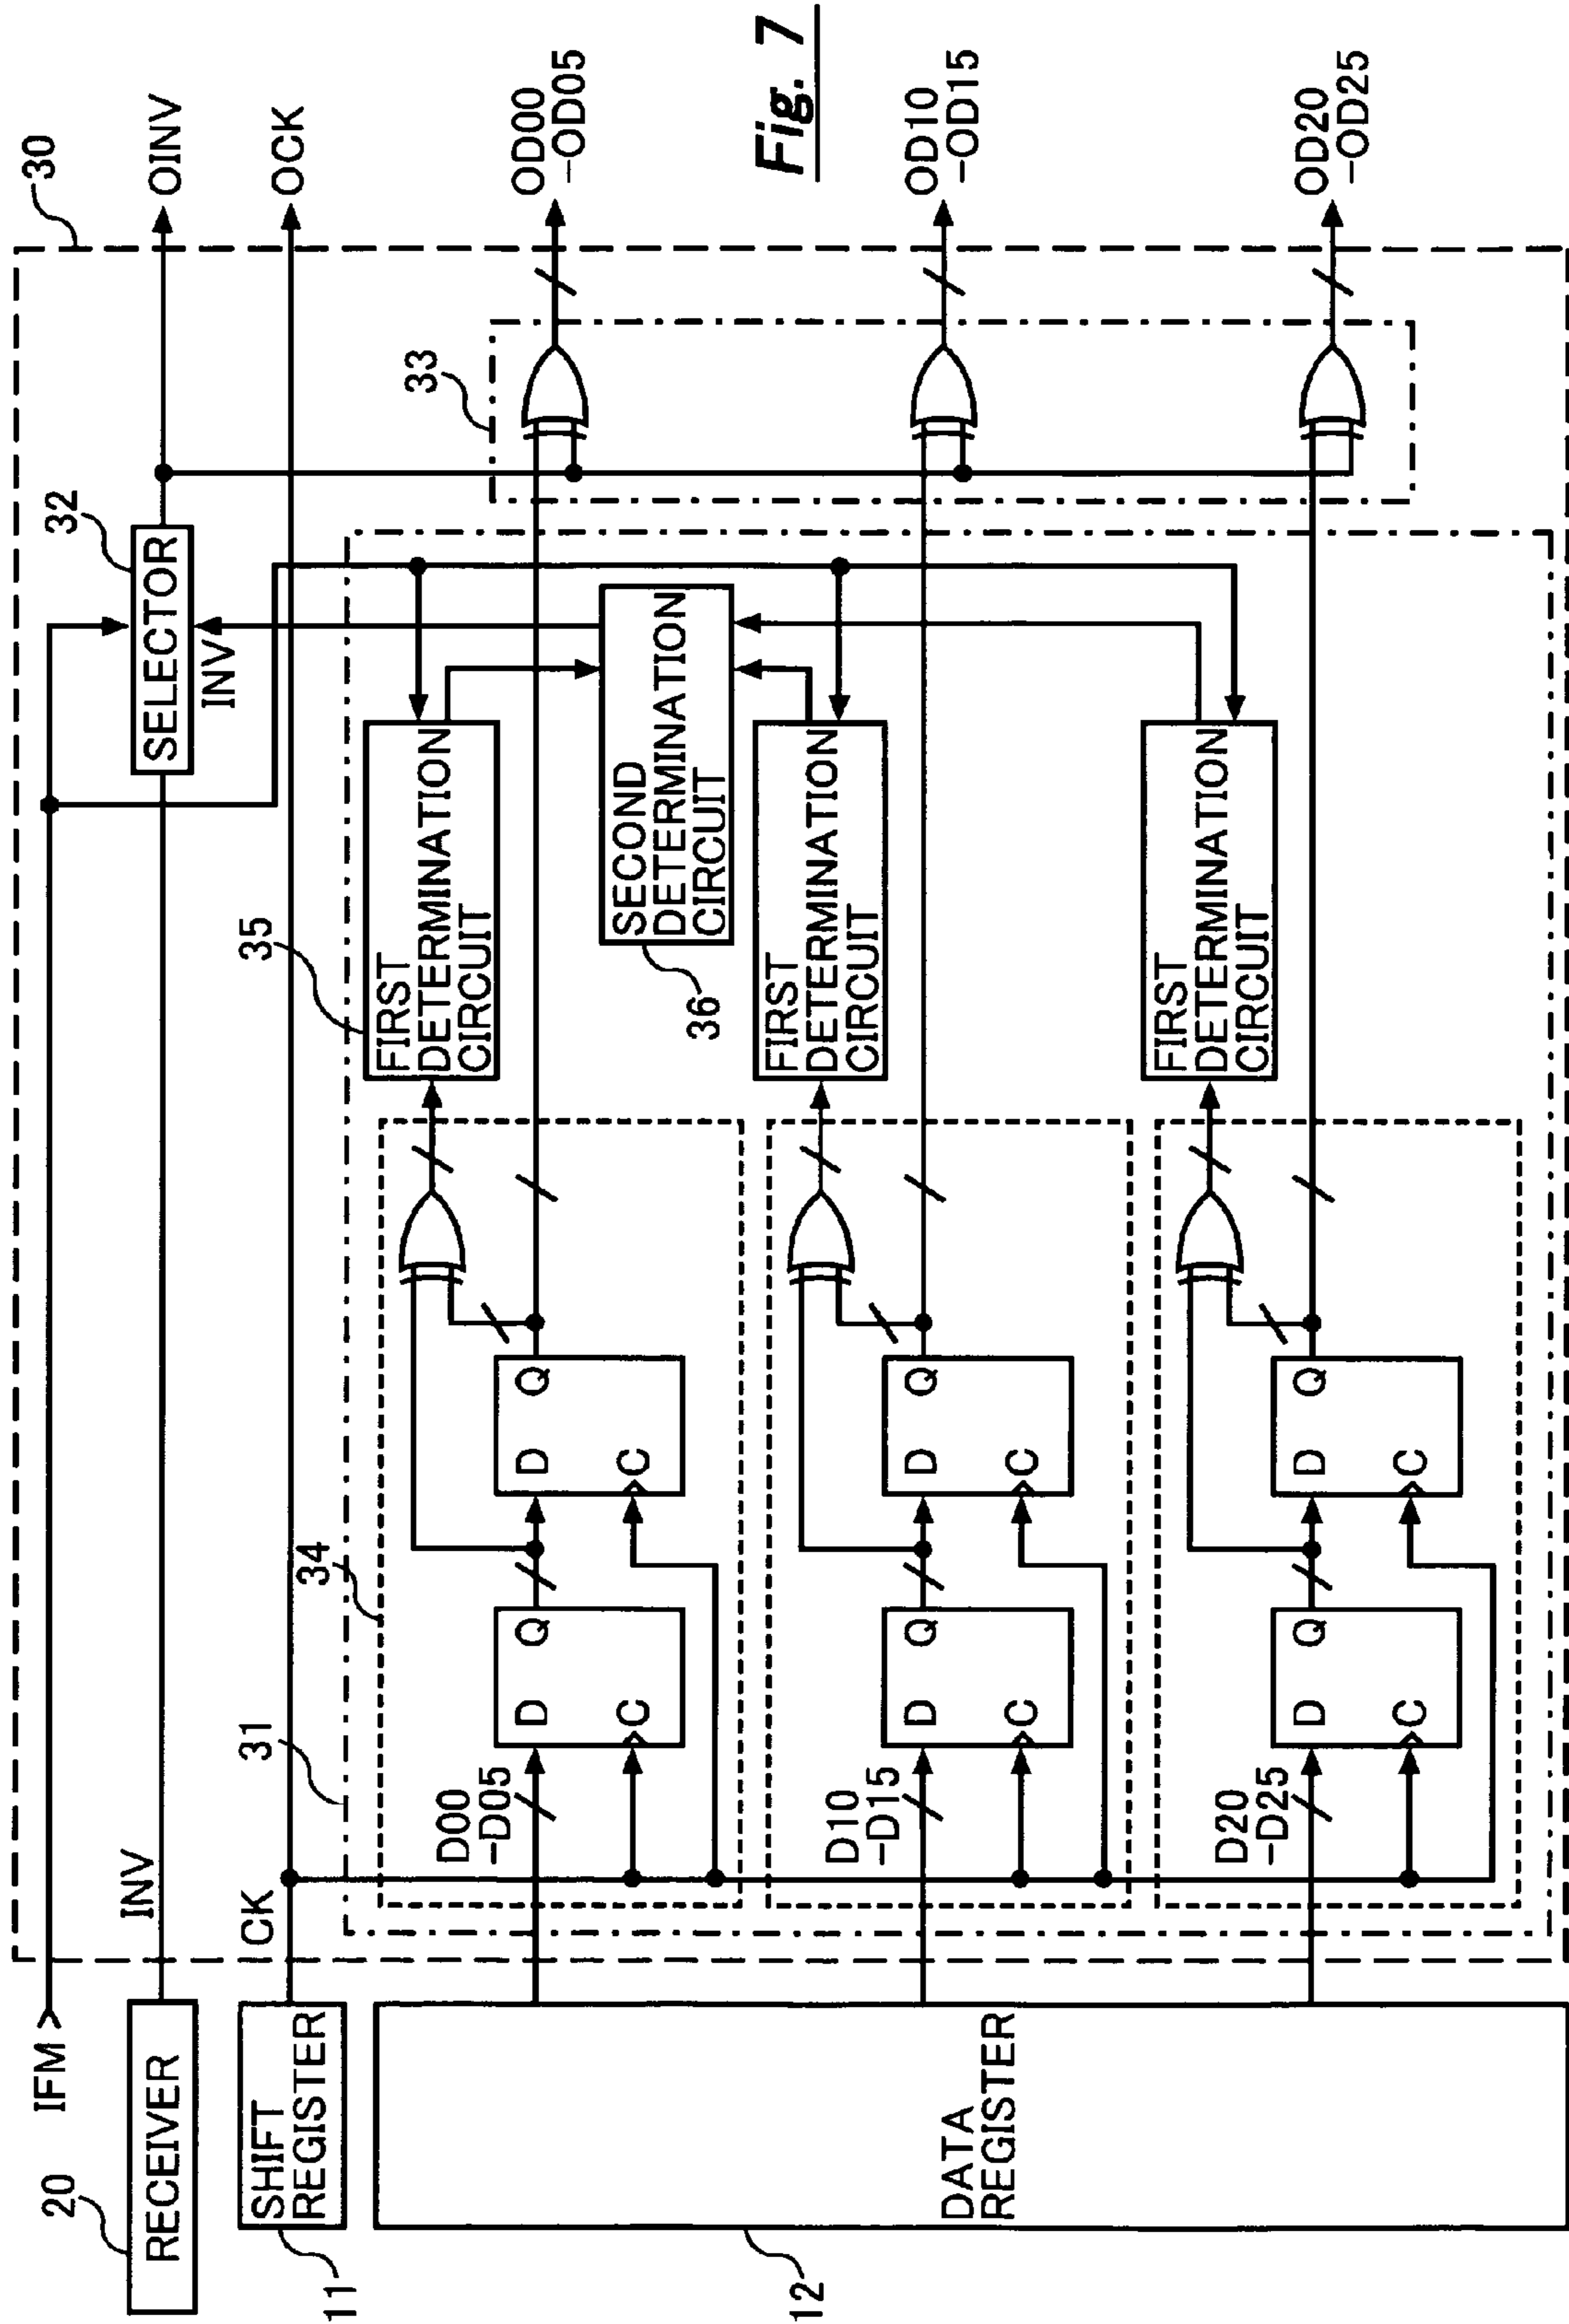 IFM
20
RECEIVER
INV
SELECTOR
32
INV
OINV
30
11
SHIFT
REGISTER
CK
OCK
31
12
DATA
REGISTER
34
D00
-D05
D
Q
C
D
Q
C
35
FIRST
DETERMINATION
CIRCUIT
36
SECOND
DETERMINATION
CIRCUIT
33
OD00
-OD05
D10
-D15
D
Q
C
D
Q
C
FIRST
DETERMINATION
CIRCUIT
OD10
-OD15
D20
-D25
D
Q
C
D
Q
C
FIRST
DETERMINATION
CIRCUIT
OD20
-OD25
Fig. 7